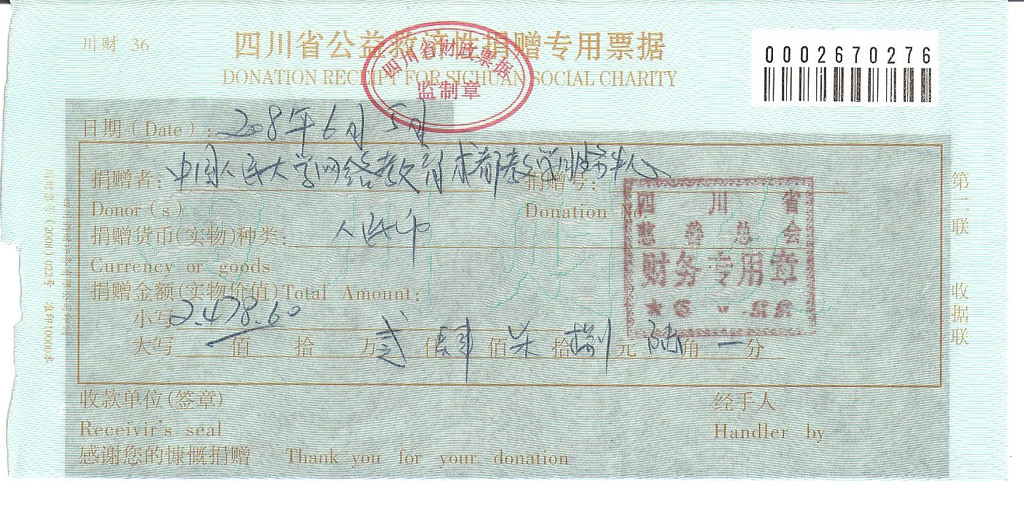 川财 36
四川省公益救济性捐赠专用票据
0002670276
DONATION RECEIPT FOR SICHUAN SOCIAL CHARITY
四川省财政票据
监制章
日期（Date）：2008年6月5日
捐赠者：中国人民大学网络教育成都教学服务中心 捐赠号：
Donor(s) Donation
捐赠货币(实物)种类：人民币
Currency or goods
捐赠金额(实物价值)Total Amount：
小写 2,478.60
大写 佰 拾 万 贰 仟 肆 佰 柒 拾 捌 元 陆 角 一 分
四川省
慈善总会
财务专用章
第一联
收据联
收款单位(签章) 经手人
Receivir's seal Handler by
感谢您的慷慨捐赠 Thank you for your donation